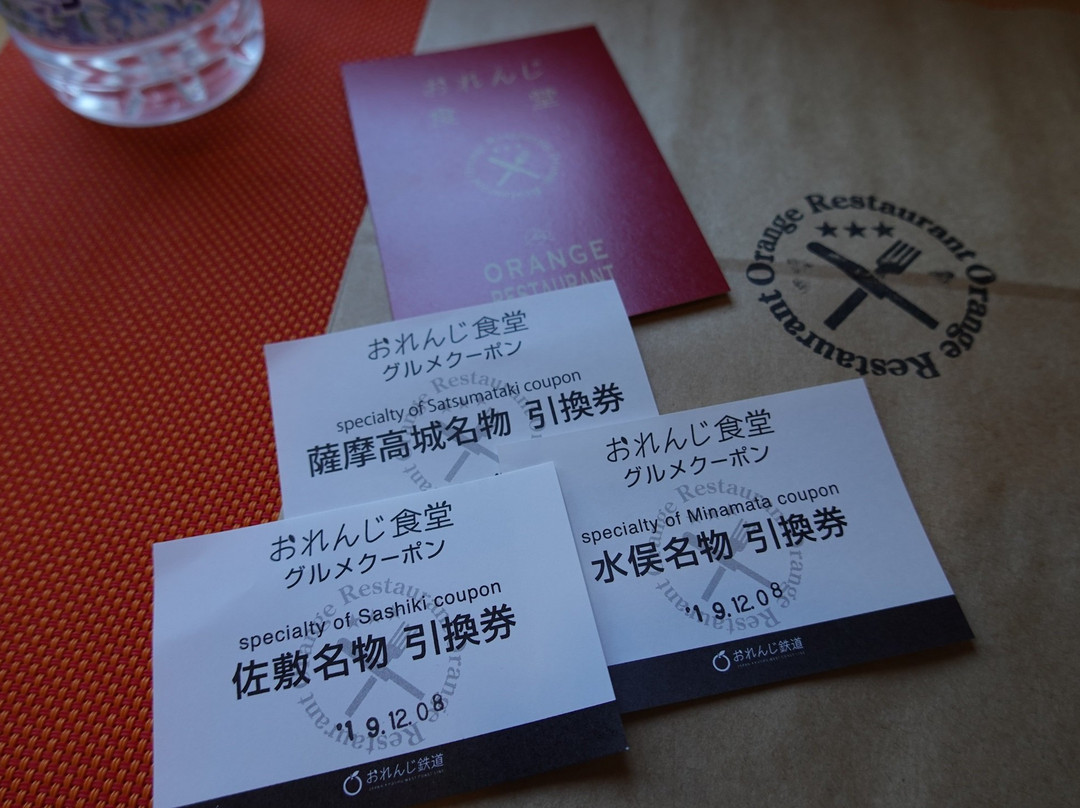 おれんじ
食堂
ORANGE
RESTAURANT
Orange Restaurant Orange Restaurant
おれんじ食堂
グルメクーポン
specialty of Satsumataki coupon
薩摩高城名物 引換券
おれんじ食堂
グルメクーポン
specialty of Minamata coupon
水俣名物 引換券
'19.12.08
おれんじ鉄道
おれんじ食堂
グルメクーポン
specialty of Sashiki coupon
佐敷名物 引換券
'19.12.08
おれんじ鉄道